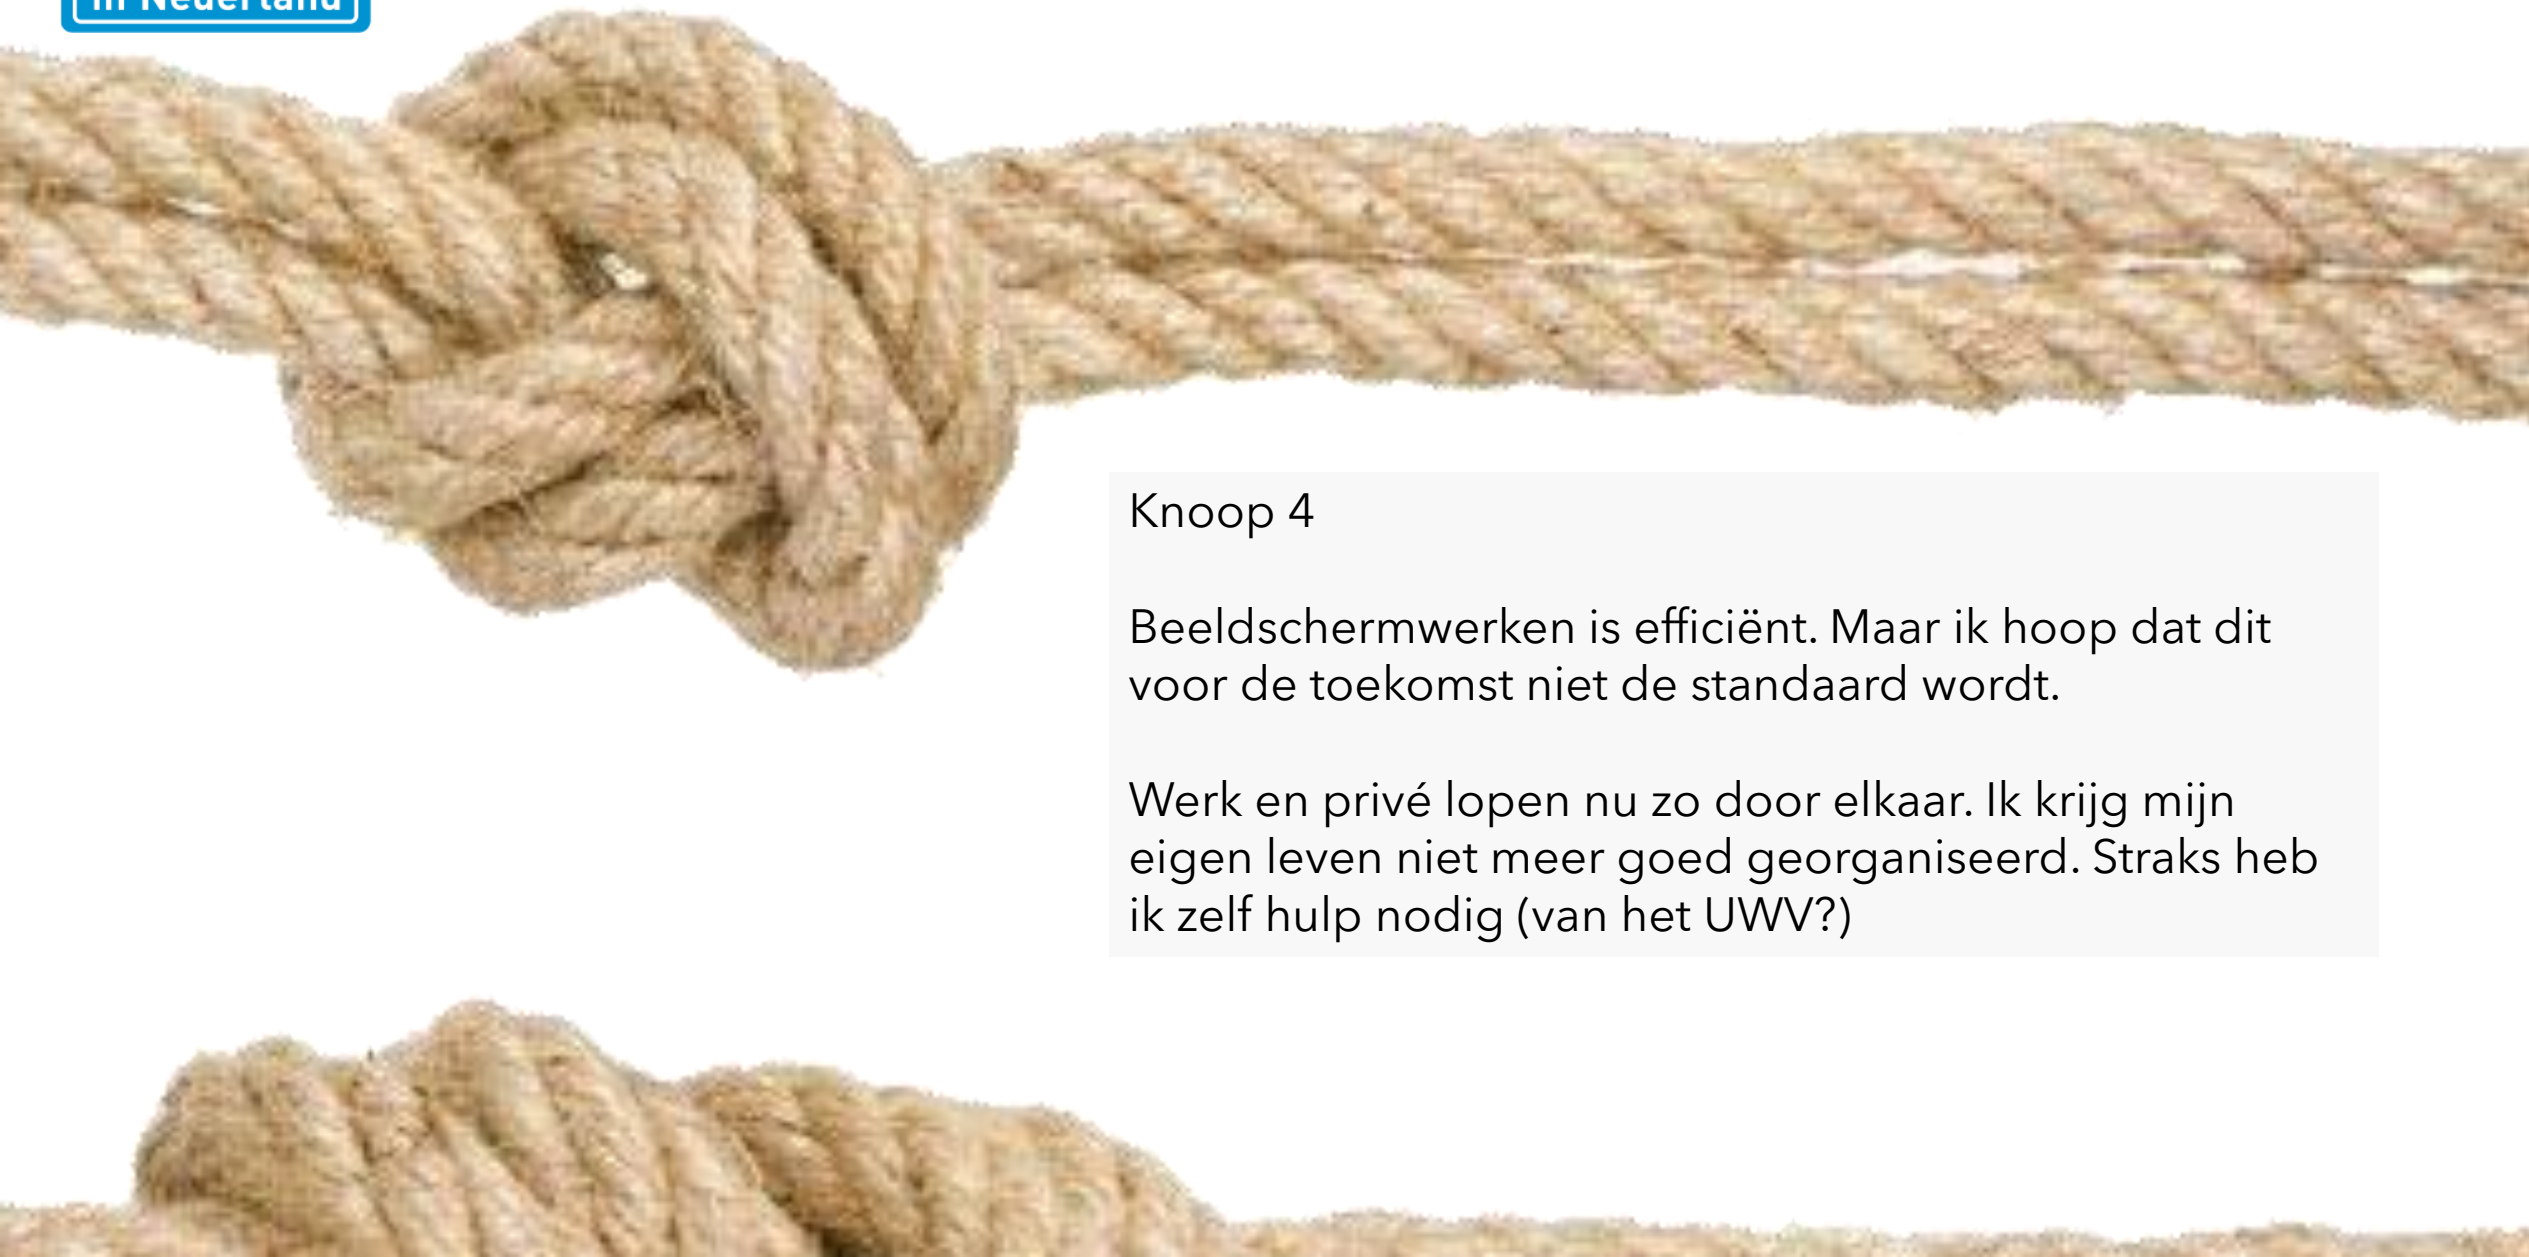 in Nederland
Knoop 4
Beeldschermwerken is efficiënt. Maar ik hoop dat dit
voor de toekomst niet de standaard wordt.
Werk en privé lopen nu zo door elkaar. Ik krijg mijn
eigen leven niet meer goed georganiseerd. Straks heb
ik zelf hulp nodig (van het UWV?)